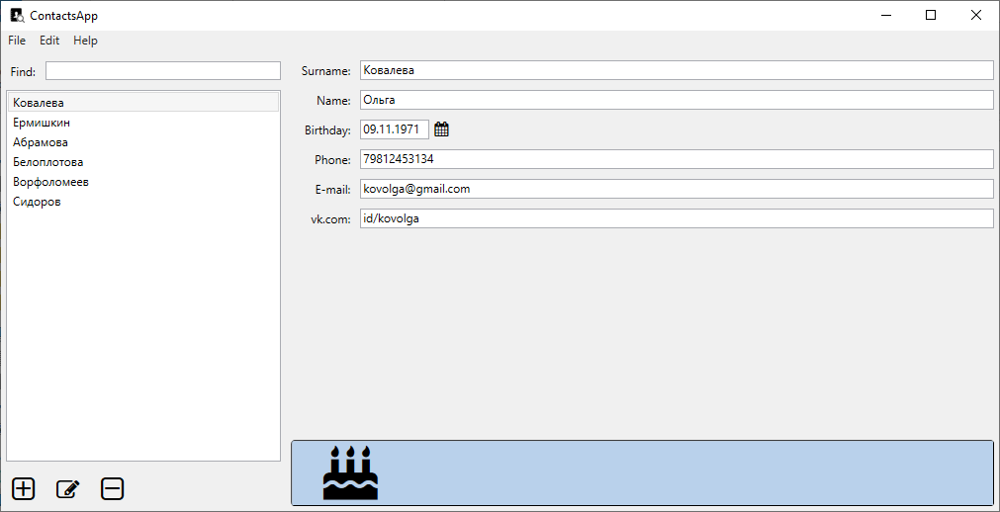 ContactsApp
File Edit Help
Find:
Ковалева
Ермишкин
Абрамова
Белоплотова
Ворфоломеев
Сидоров
Surname: Ковалева
Name: Ольга
Birthday: 09.11.1971
Phone: 79812453134
E-mail: kovolga@gmail.com
vk.com: id/kovolga